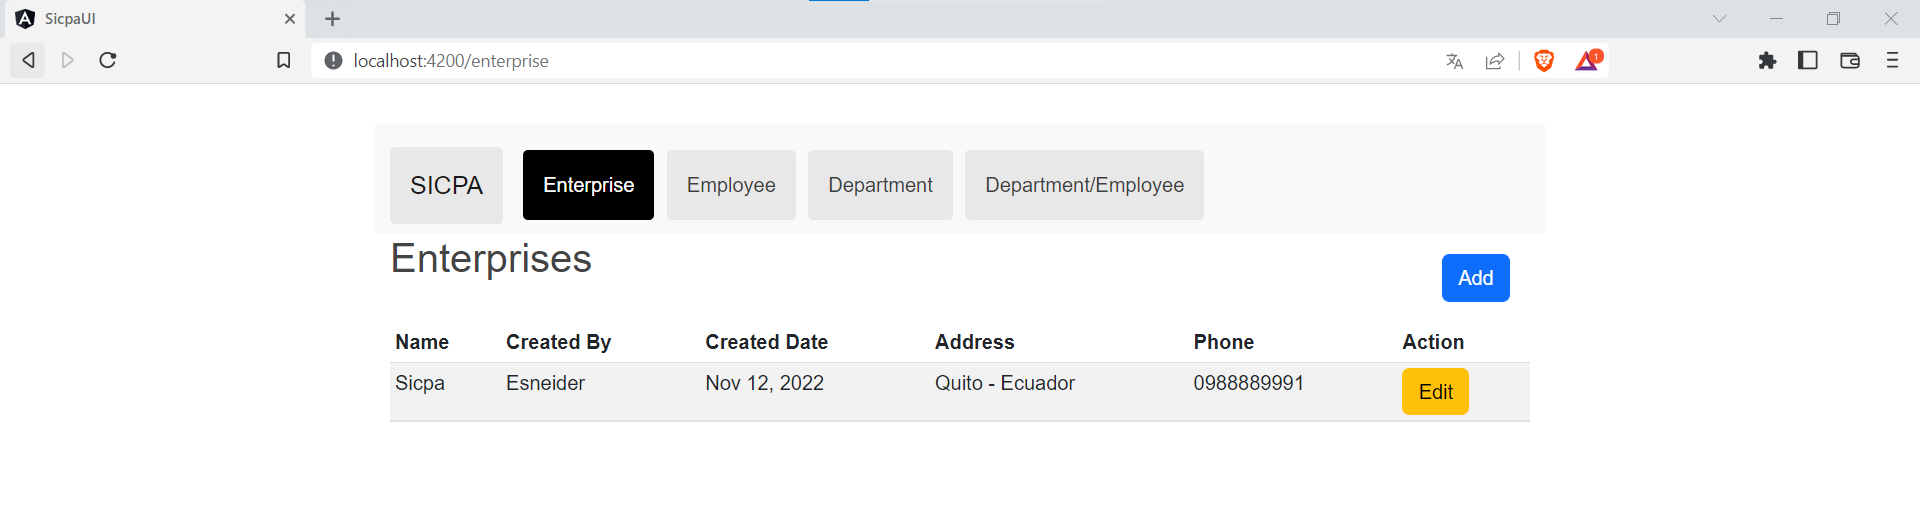 SicpaUI
localhost:4200/enterprise
1
SICPA Enterprise Employee Department Department/Employee
Enterprises
Add
Name Created By Created Date Address Phone Action
Sicpa Esneider Nov 12, 2022 Quito - Ecuador 0988889991 Edit